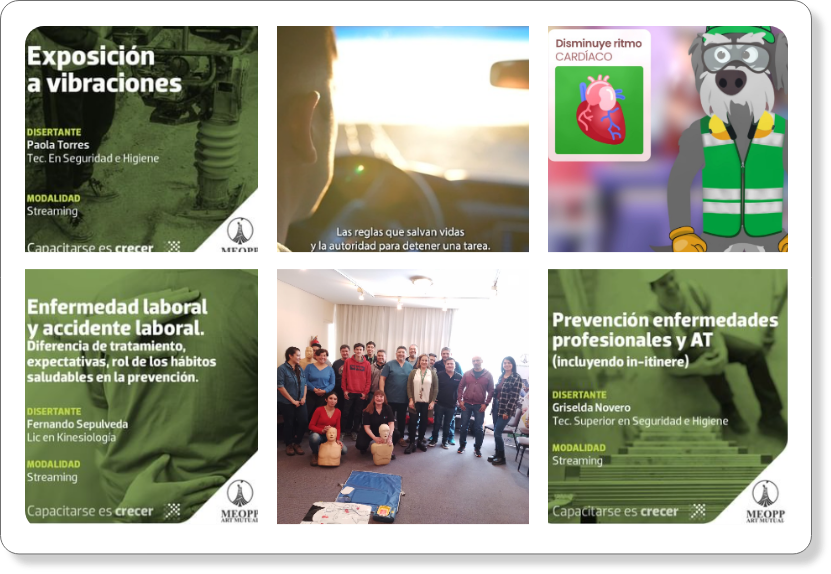 Exposición
a vibraciones
DISERTANTE
Paola Torres
Tec. En Seguridad e Higiene
MODALIDAD
Streaming
Capacitarse es crecer
MEOPP
Las reglas que salvan vidas
y la autoridad para detener una tarea.
Disminuye ritmo
CARDÍACO
Enfermedad laboral
y accidente laboral.
Diferencia de tratamiento,
expectativas, rol de los hábitos
saludables en la prevención.
DISERTANTE
Fernando Sepulveda
Lic en Kinesiología
MODALIDAD
Streaming
Capacitarse es crecer
MEOPP
ART MUTUAL
Prevención enfermedades
profesionales y AT
(incluyendo in-itinere)
DISERTANTE
Griselda Novero
Tec. Superior en Seguridad e Higiene
MODALIDAD
Streaming
Capacitarse es crecer
MEOPP
ART MUTUAL